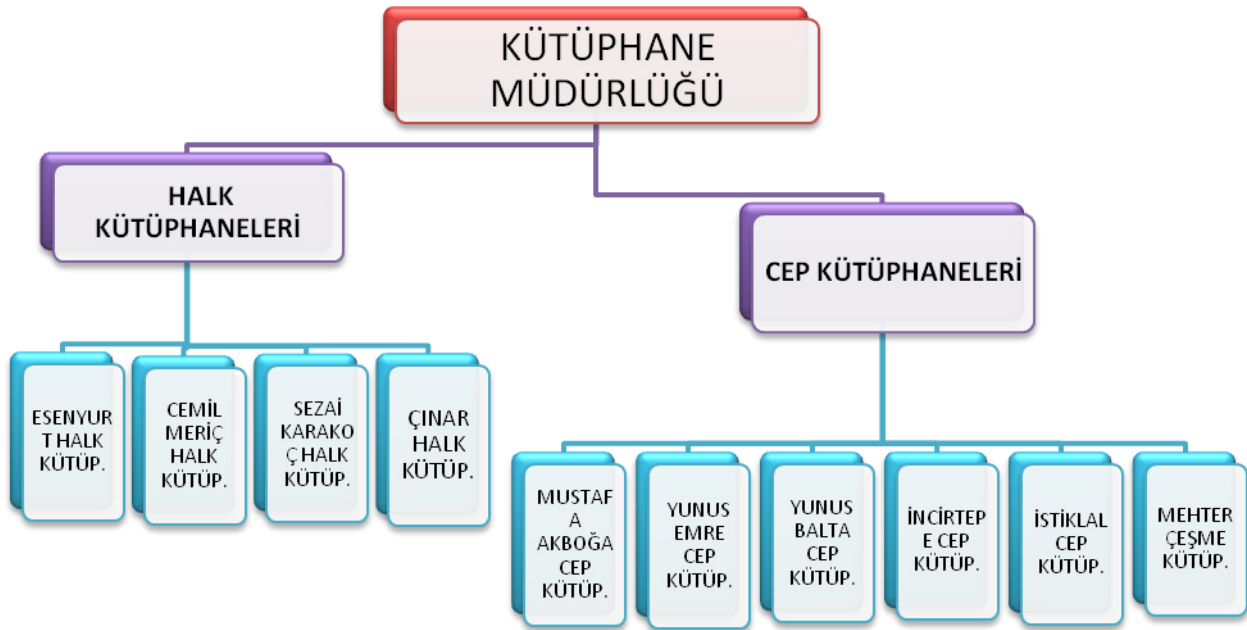 KÜTÜPHANE
MÜDÜRLÜĞÜ
HALK
KÜTÜPHANELERİ
CEP KÜTÜPHANELERİ
ESENYUR
T HALK
KÜTÜP.
CEMİL
MERİÇ
HALK
KÜTÜP.
SEZAİ
KARAKO
Ç HALK
KÜTÜP.
ÇINAR
HALK
KÜTÜP.
MUSTAF
A
AKBOĞA
CEP
KÜTÜP.
YUNUS
EMRE
CEP
KÜTÜP.
YUNUS
BALTA
CEP
KÜTÜP.
İNCİRTEP
E CEP
KÜTÜP.
İSTİKLAL
CEP
KÜTÜP.
MEHTER
ÇEŞME
KÜTÜP.